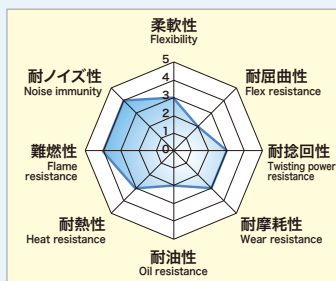 柔軟性
Flexibility
耐ノイズ性
Noise immunity
耐屈曲性
Flex resistance
5
4
3
2
1
0
難燃性
Flame
resistance
耐捻回性
Twisting power
resistance
耐熱性
Heat resistance
耐摩耗性
Wear resistance
耐油性
Oil resistance